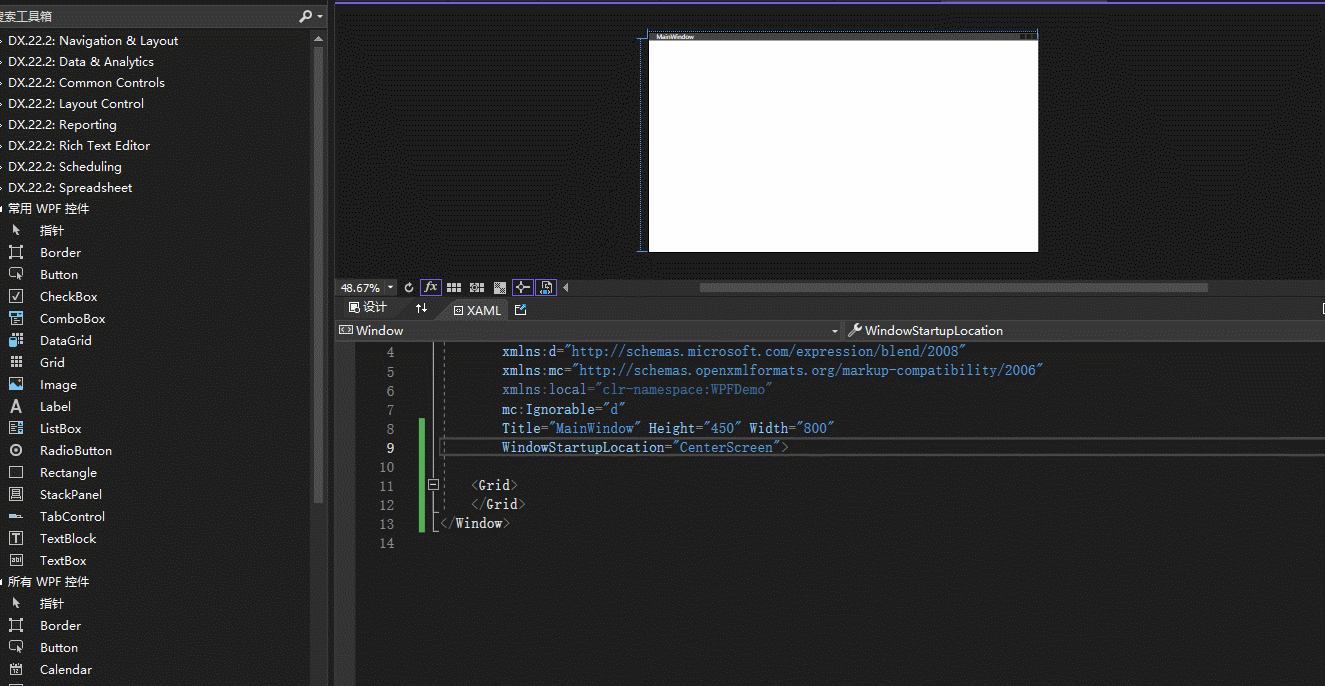 搜索工具箱
DX.22.2: Navigation & Layout
DX.22.2: Data & Analytics
DX.22.2: Common Controls
DX.22.2: Layout Control
DX.22.2: Reporting
DX.22.2: Rich Text Editor
DX.22.2: Scheduling
DX.22.2: Spreadsheet
常用 WPF 控件
指针
Border
Button
CheckBox
ComboBox
DataGrid
Grid
Image
Label
ListBox
RadioButton
Rectangle
StackPanel
TabControl
TextBlock
TextBox
所有 WPF 控件
指针
Border
Button
Calendar
MainWindow
48.67%
fx
设计
XAML
Window
WindowStartupLocation
4 xmlns:d="http://schemas.microsoft.com/expression/blend/2008"
5 xmlns:mc="http://schemas.openxmlformats.org/markup-compatibility/2006"
6 xmlns:local="clr-namespace:WPFDemo"
7 mc:Ignorable="d"
8 Title="MainWindow" Height="450" Width="800"
9 WindowStartupLocation="CenterScreen">
10
11 <Grid>
12 </Grid>
13 </Window>
14